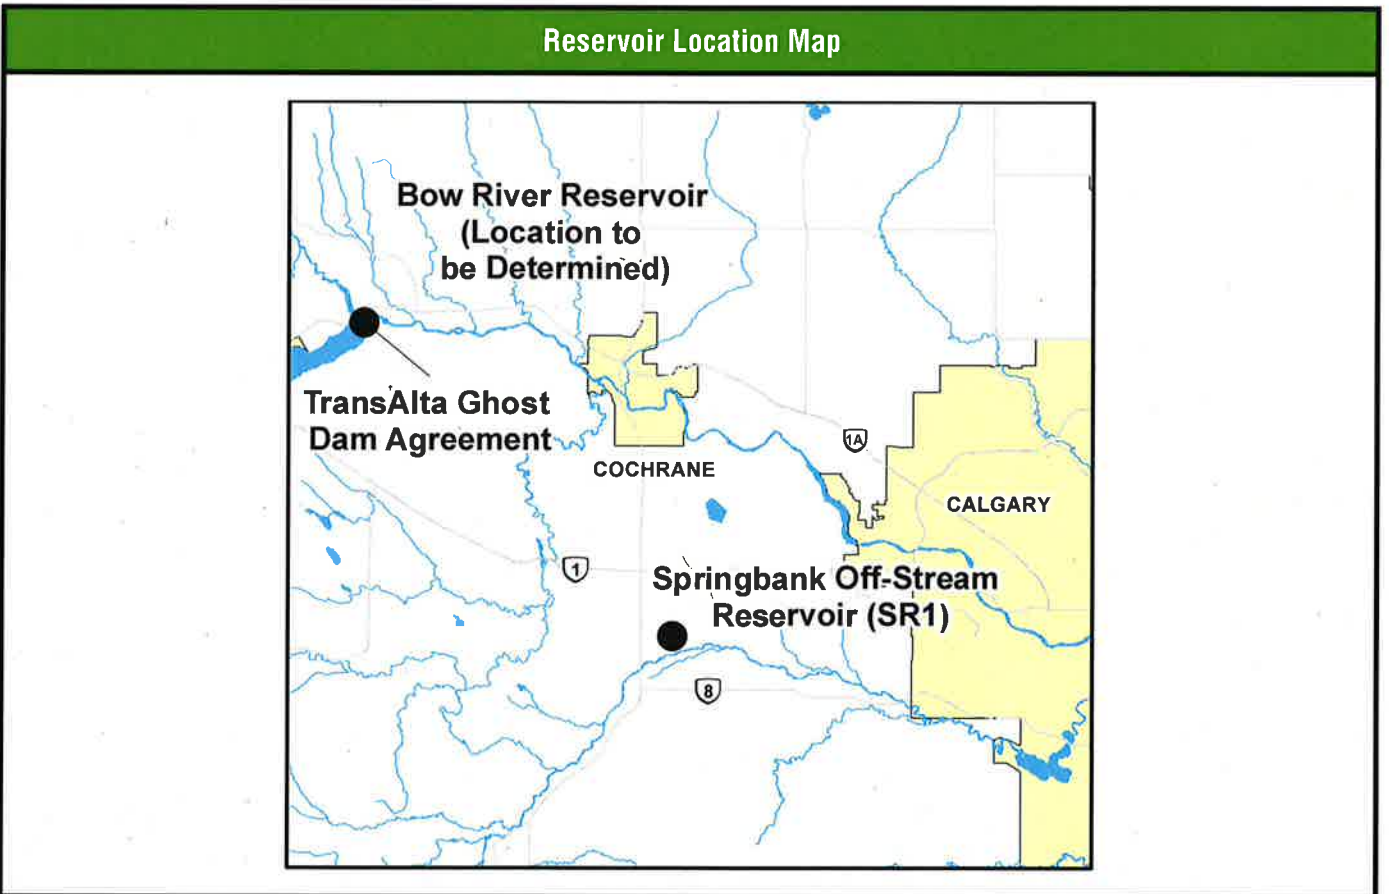 Reservoir Location Map
Bow River Reservoir
(Location to
be Determined)
TransAlta Ghost
Dam Agreement
COCHRANE
1A
CALGARY
1
Springbank Off-Stream
Reservoir (SR1)
8